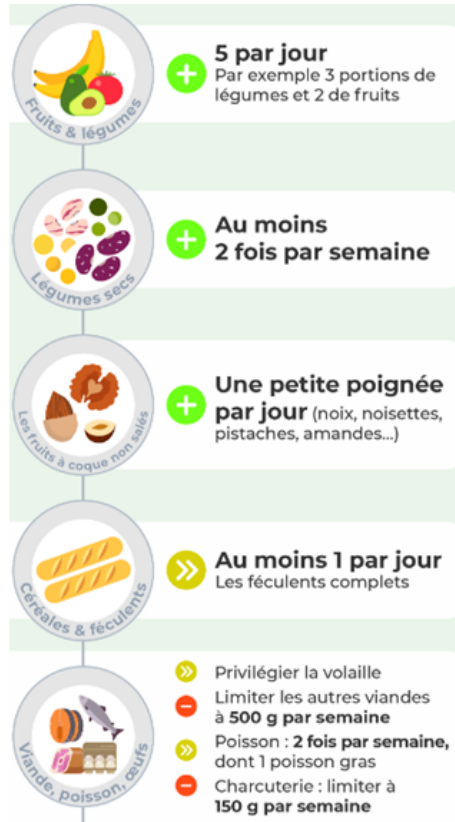 5 par jour
Par exemple 3 portions de
légumes et 2 de fruits
Fruits & légumes
Au moins
2 fois par semaine
Légumes secs
Une petite poignée
par jour (noix, noisettes,
pistaches, amandes...)
Les fruits à coque non salés
Au moins 1 par jour
Les féculents complets
Céréales & féculents
Privilégier la volaille
Limiter les autres viandes
à 500 g par semaine
Poisson : 2 fois par semaine,
dont 1 poisson gras
Charcuterie : limiter à
150 g par semaine
Viande, poisson, œufs